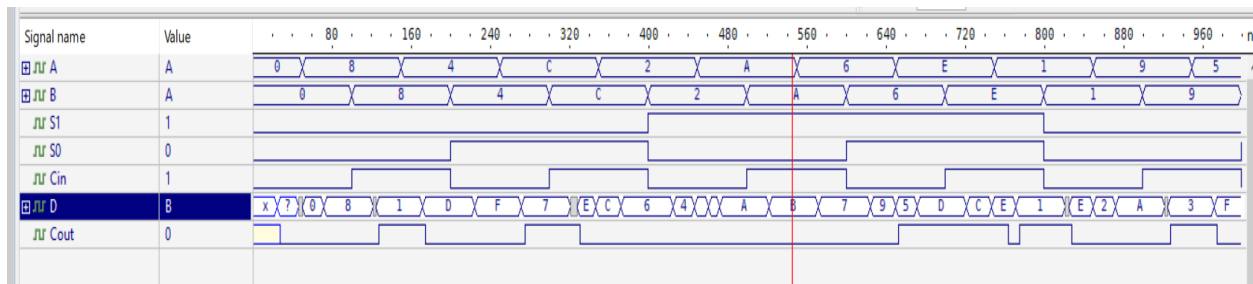 Signal name Value 80 160 240 320 400 480 560 640 720 800 880 960 n
A A 0 8 4 C 2 A 6 E 1 9 5
B A 0 8 4 C 2 A 6 E 1 9
S1 1
S0 0
Cin 1
D B x ? 0 8 1 D F 7 E C 6 4 A B 7 9 5 D C E 1 E 2 A 3 F
Cout 0